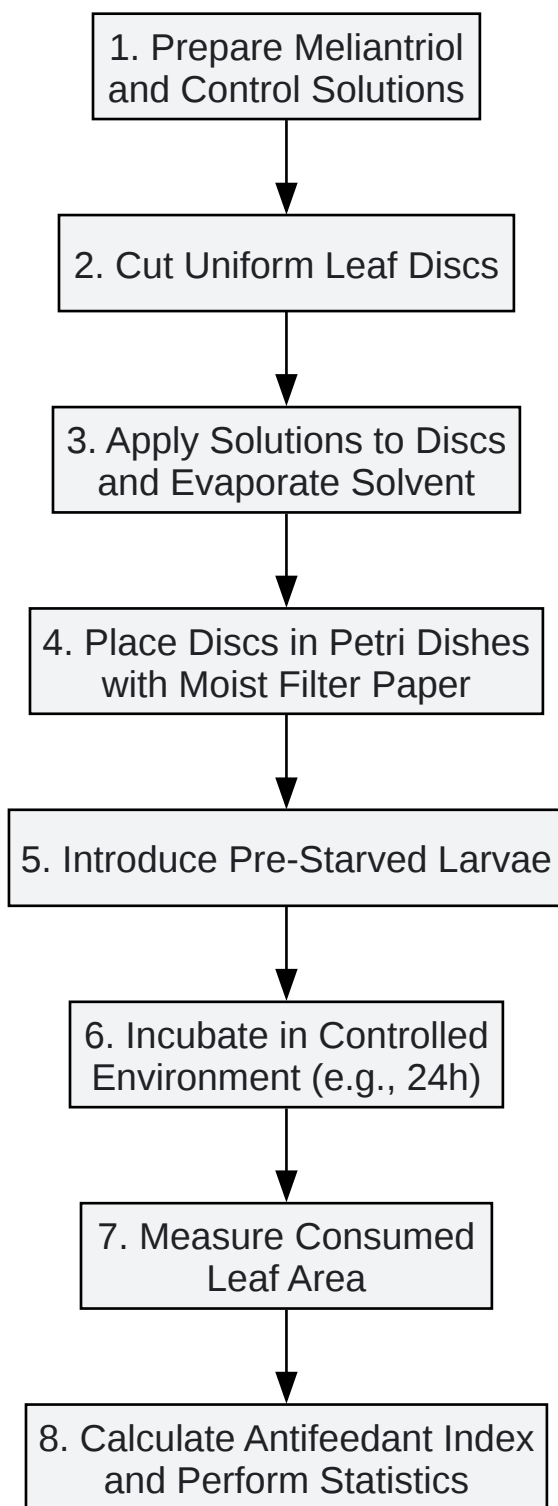 1. Prepare Meliantriol
and Control Solutions
2. Cut Uniform Leaf Discs
3. Apply Solutions to Discs
and Evaporate Solvent
4. Place Discs in Petri Dishes
with Moist Filter Paper
5. Introduce Pre-Starved Larvae
6. Incubate in Controlled
Environment (e.g., 24h)
7. Measure Consumed
Leaf Area
8. Calculate Antifeedant Index
and Perform Statistics